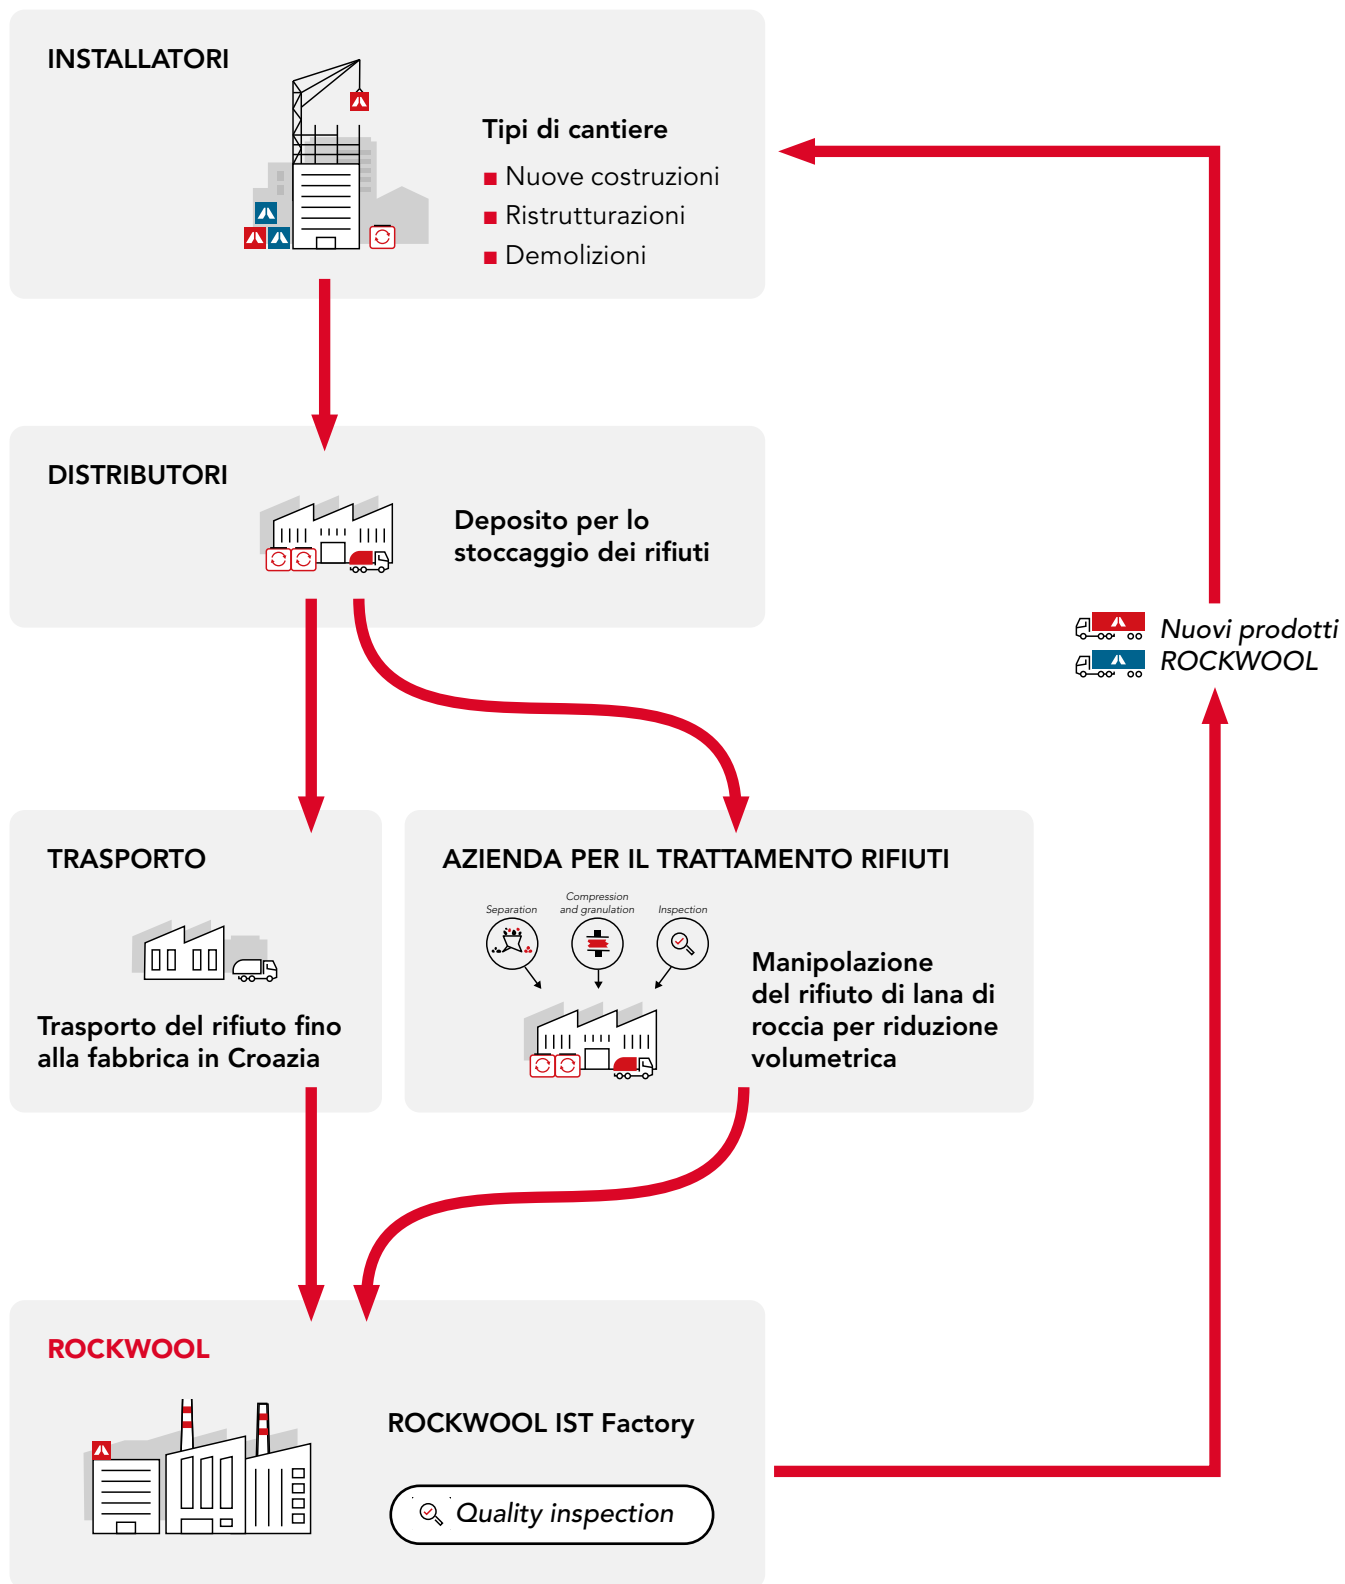 INSTALLATORI
Tipi di cantiere
Nuove costruzioni
Ristrutturazioni
Demolizioni
DISTRIBUTORI
Deposito per lo
stoccaggio dei rifiuti
Nuovi prodotti
ROCKWOOL
TRASPORTO
Trasporto del rifiuto fino
alla fabbrica in Croazia
AZIENDA PER IL TRATTAMENTO RIFIUTI
Separation
Compression
and granulation
Inspection
Manipolazione
del rifiuto di lana di
roccia per riduzione
volumetrica
ROCKWOOL
ROCKWOOL IST Factory
Quality inspection